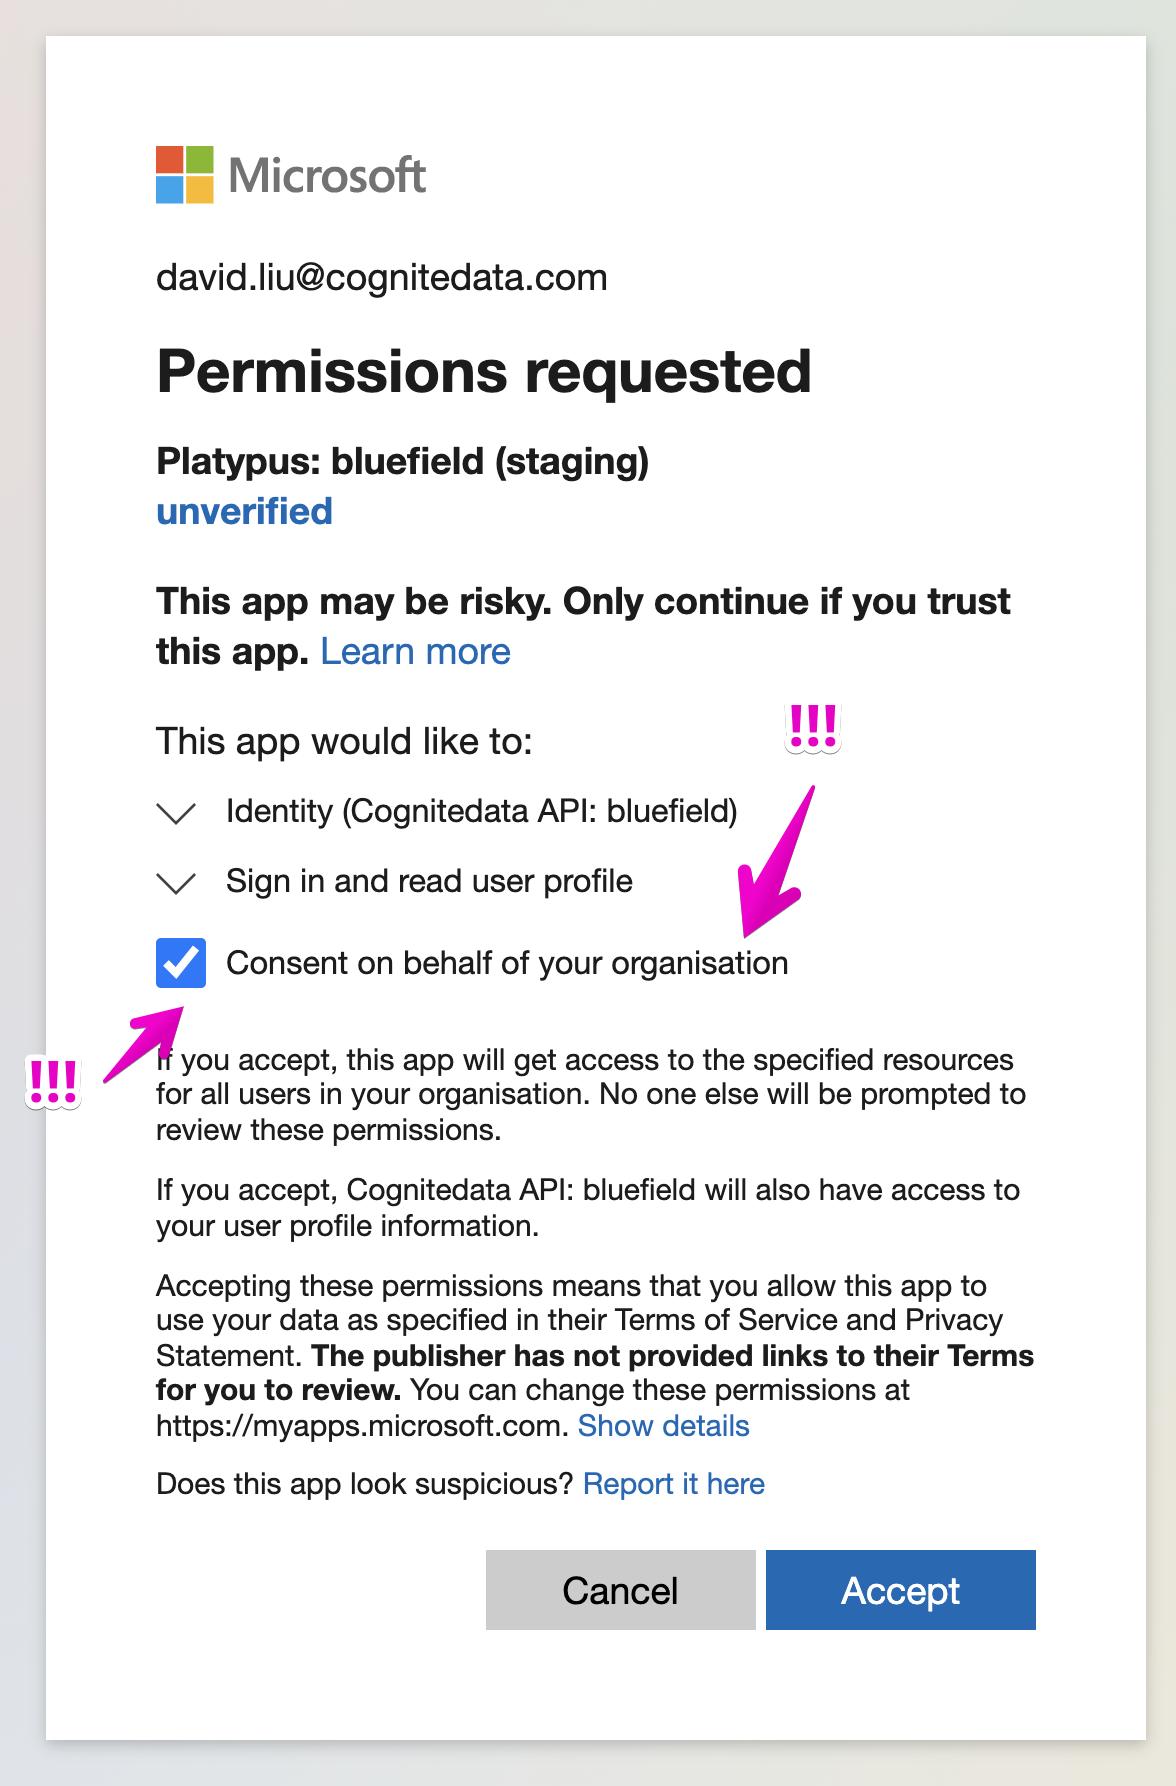 Microsoft
david.liu@cognitedata.com
Permissions requested
Platypus: bluefield (staging)
unverified
This app may be risky. Only continue if you trust
this app. Learn more
!!!
This app would like to:
Identity (Cognitedata API: bluefield)
Sign in and read user profile
Consent on behalf of your organisation
!!!
If you accept, this app will get access to the specified resources
for all users in your organisation. No one else will be prompted to
review these permissions.
If you accept, Cognitedata API: bluefield will also have access to
your user profile information.
Accepting these permissions means that you allow this app to
use your data as specified in their Terms of Service and Privacy
Statement. The publisher has not provided links to their Terms
for you to review. You can change these permissions at
https://myapps.microsoft.com. Show details
Does this app look suspicious? Report it here
Cancel
Accept